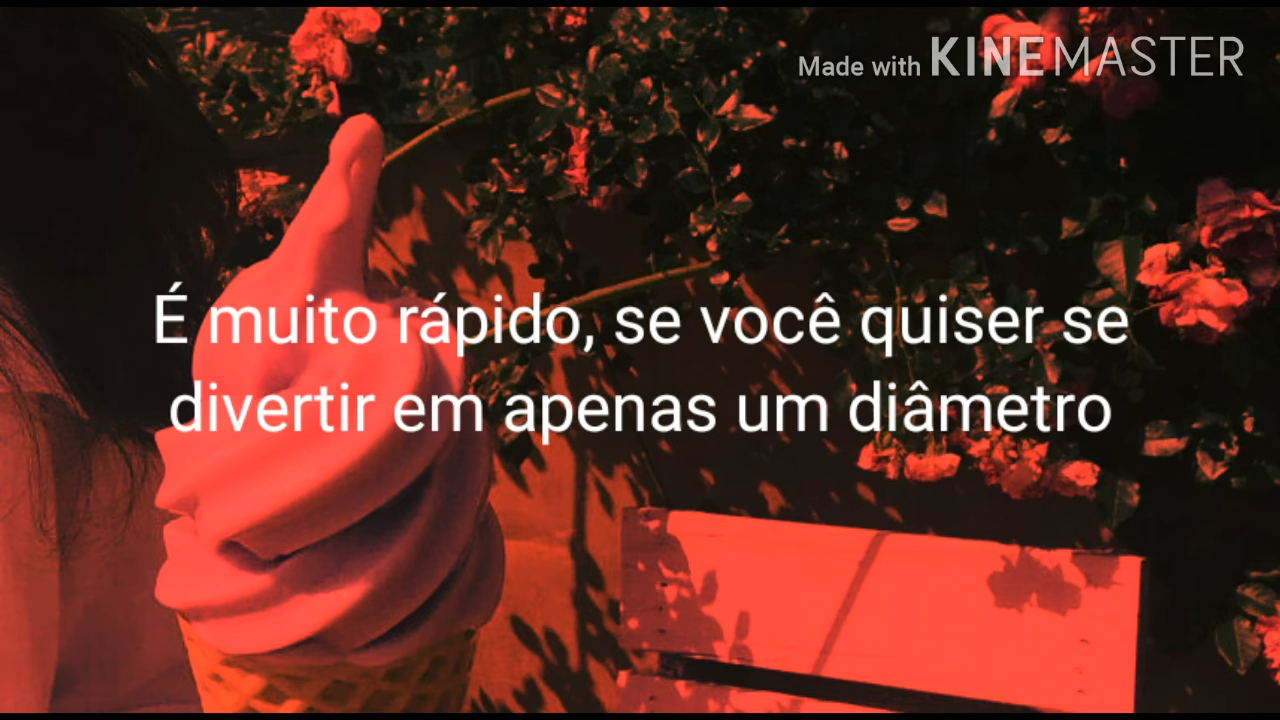 Made with KINEMASTER
É muito rápido, se você quiser se
divertir em apenas um diâmetro